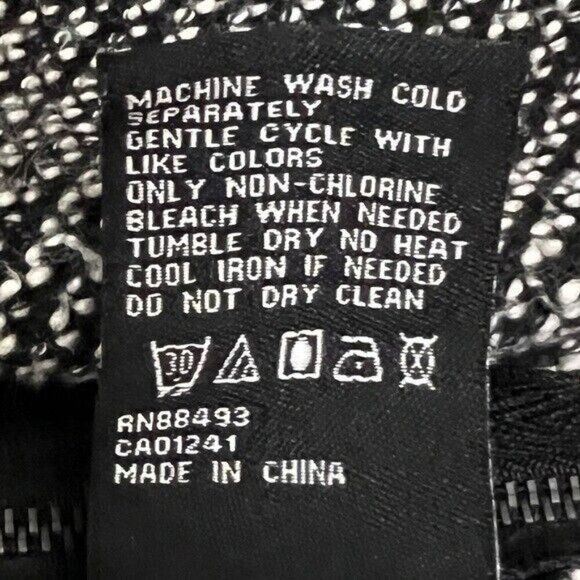 MACHINE WASH COLD
SEPARATELY
GENTLE CYCLE WITH
LIKE COLORS
ONLY NON-CHLORINE
BLEACH WHEN NEEDED
TUMBLE DRY NO HEAT
COOL IRON IF NEEDED
DO NOT DRY CLEAN
30
RN88493
CA01241
MADE IN CHINA